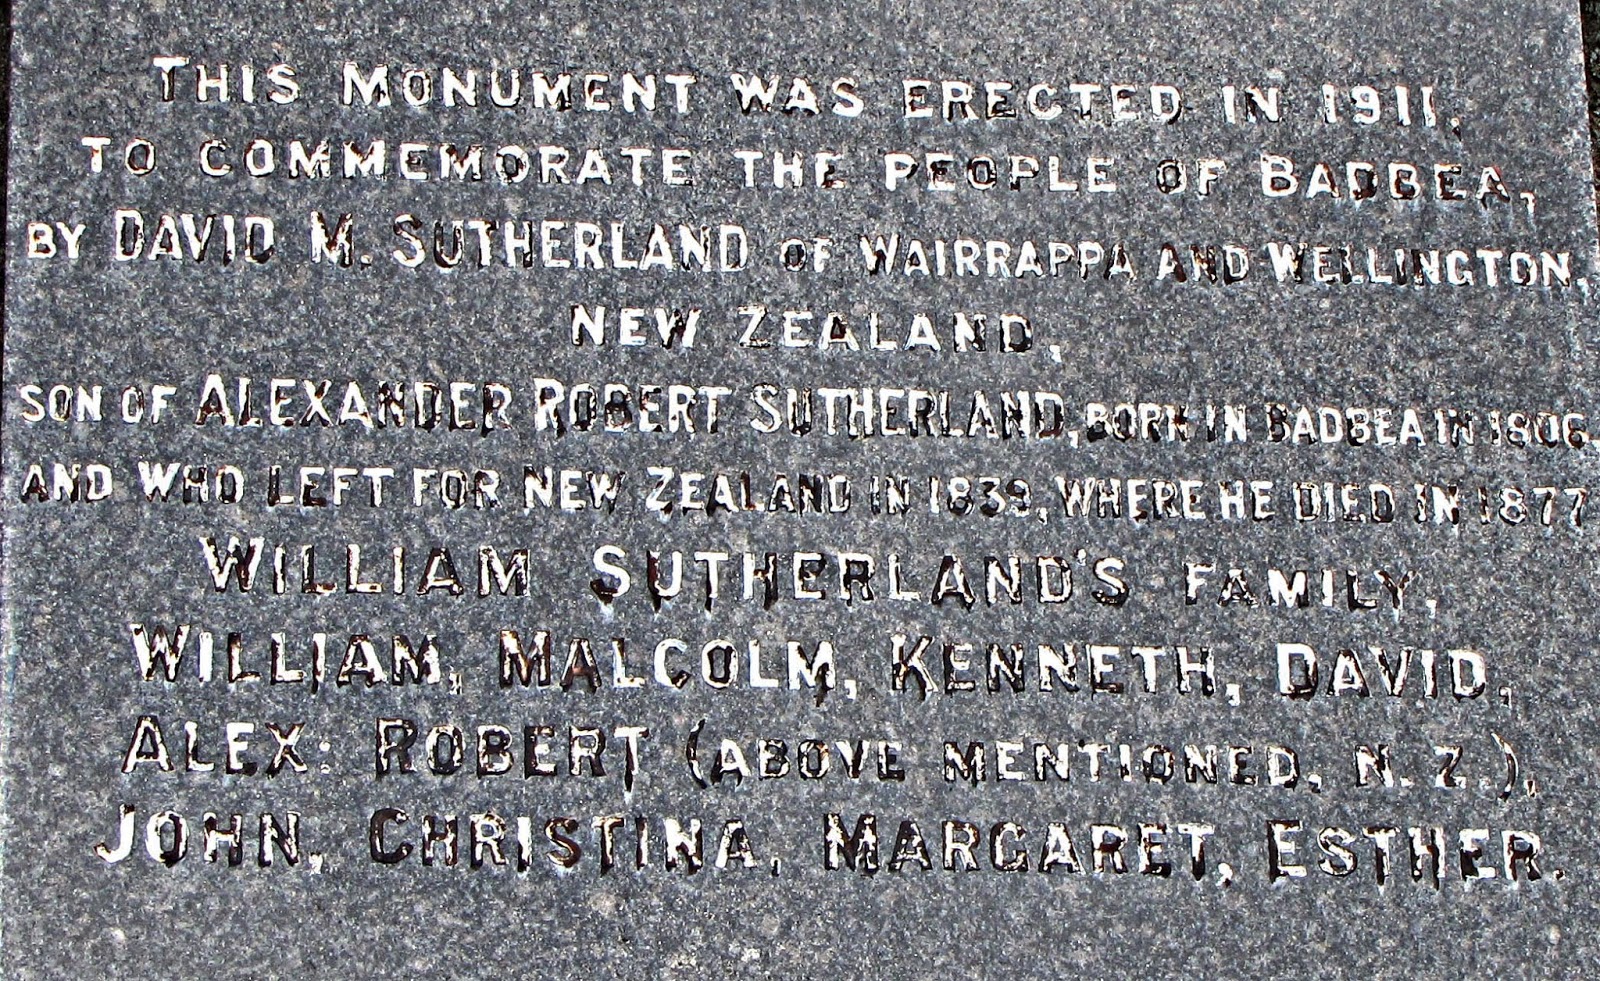 THIS MONUMENT WAS ERECTED IN 1911,
TO COMMEMORATE THE PEOPLE OF BADBEA,
BY DAVID M. SUTHERLAND OF WAIRRAPPA AND WELLINGTON,
NEW ZEALAND,
SON OF ALEXANDER ROBERT SUTHERLAND, BORN IN BADBEA IN 1806.
AND WHO LEFT FOR NEW ZEALAND IN 1839, WHERE HE DIED IN 1877
WILLIAM SUTHERLAND'S FAMILY,
WILLIAM, MALCOLM, KENNETH, DAVID,
ALEX: ROBERT (ABOVE MENTIONED, N. Z.),
JOHN, CHRISTINA, MARGARET, ESTHER.